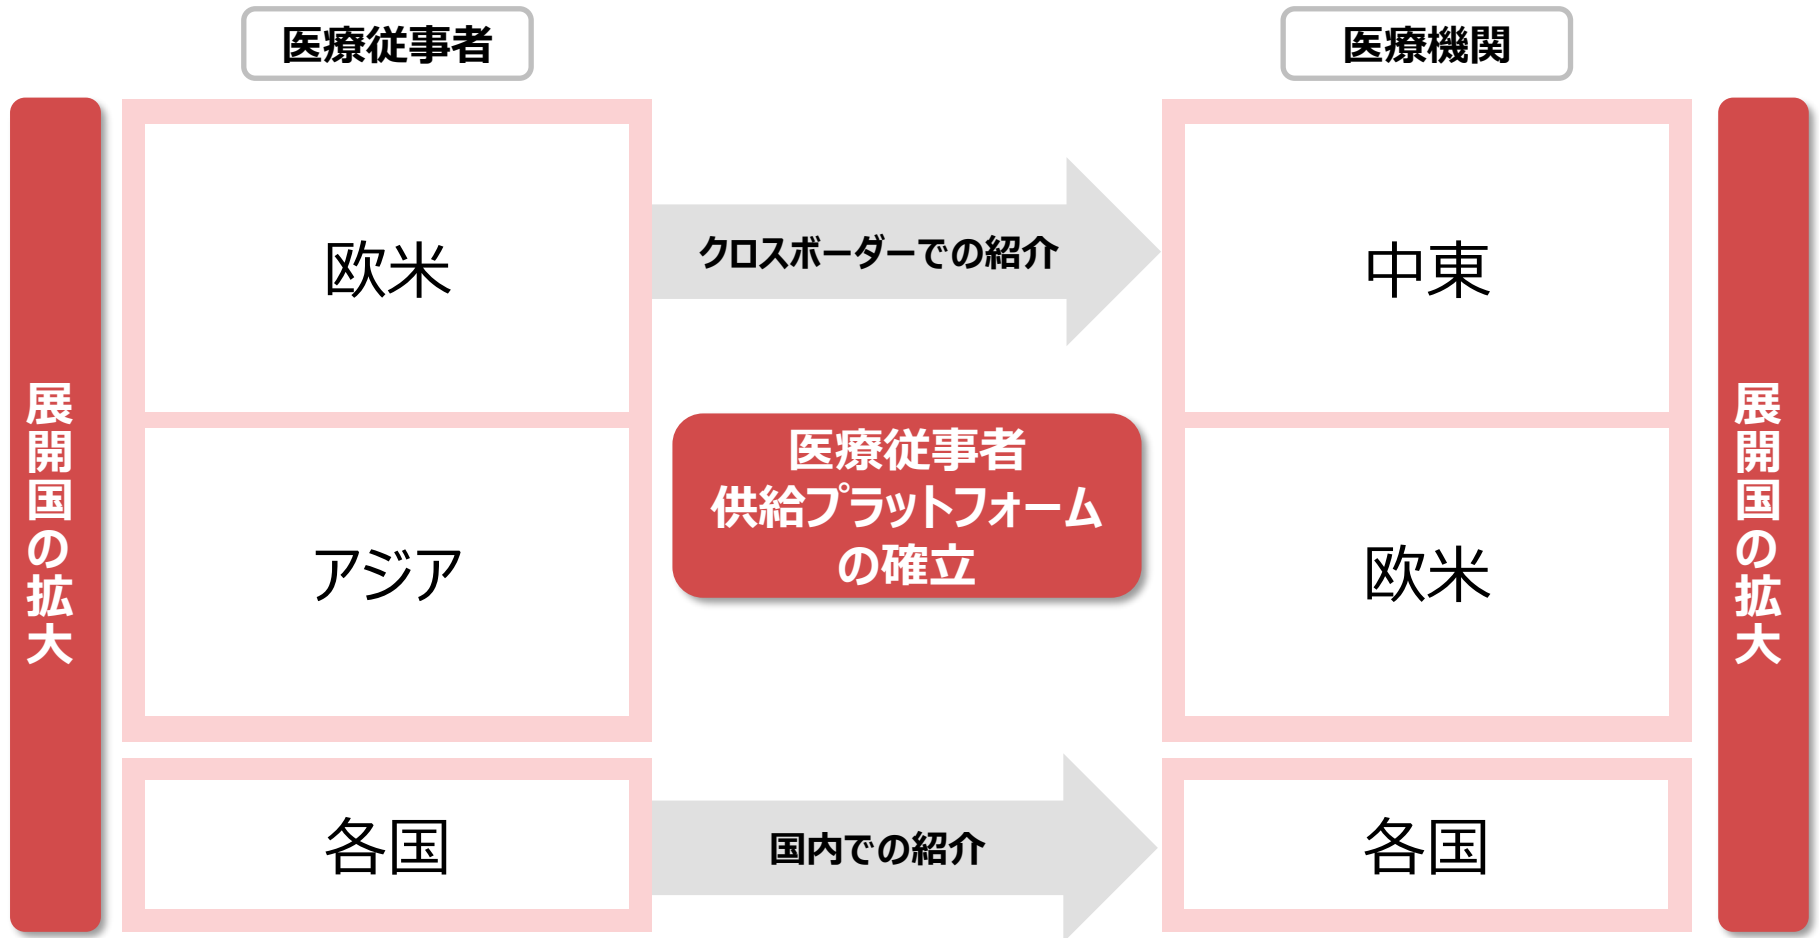 医療従事者
医療機関
展開国の拡大
欧米
クロスボーダーでの紹介
中東
医療従事者
供給プラットフォーム
の確立
アジア
欧米
展開国の拡大
各国
国内での紹介
各国